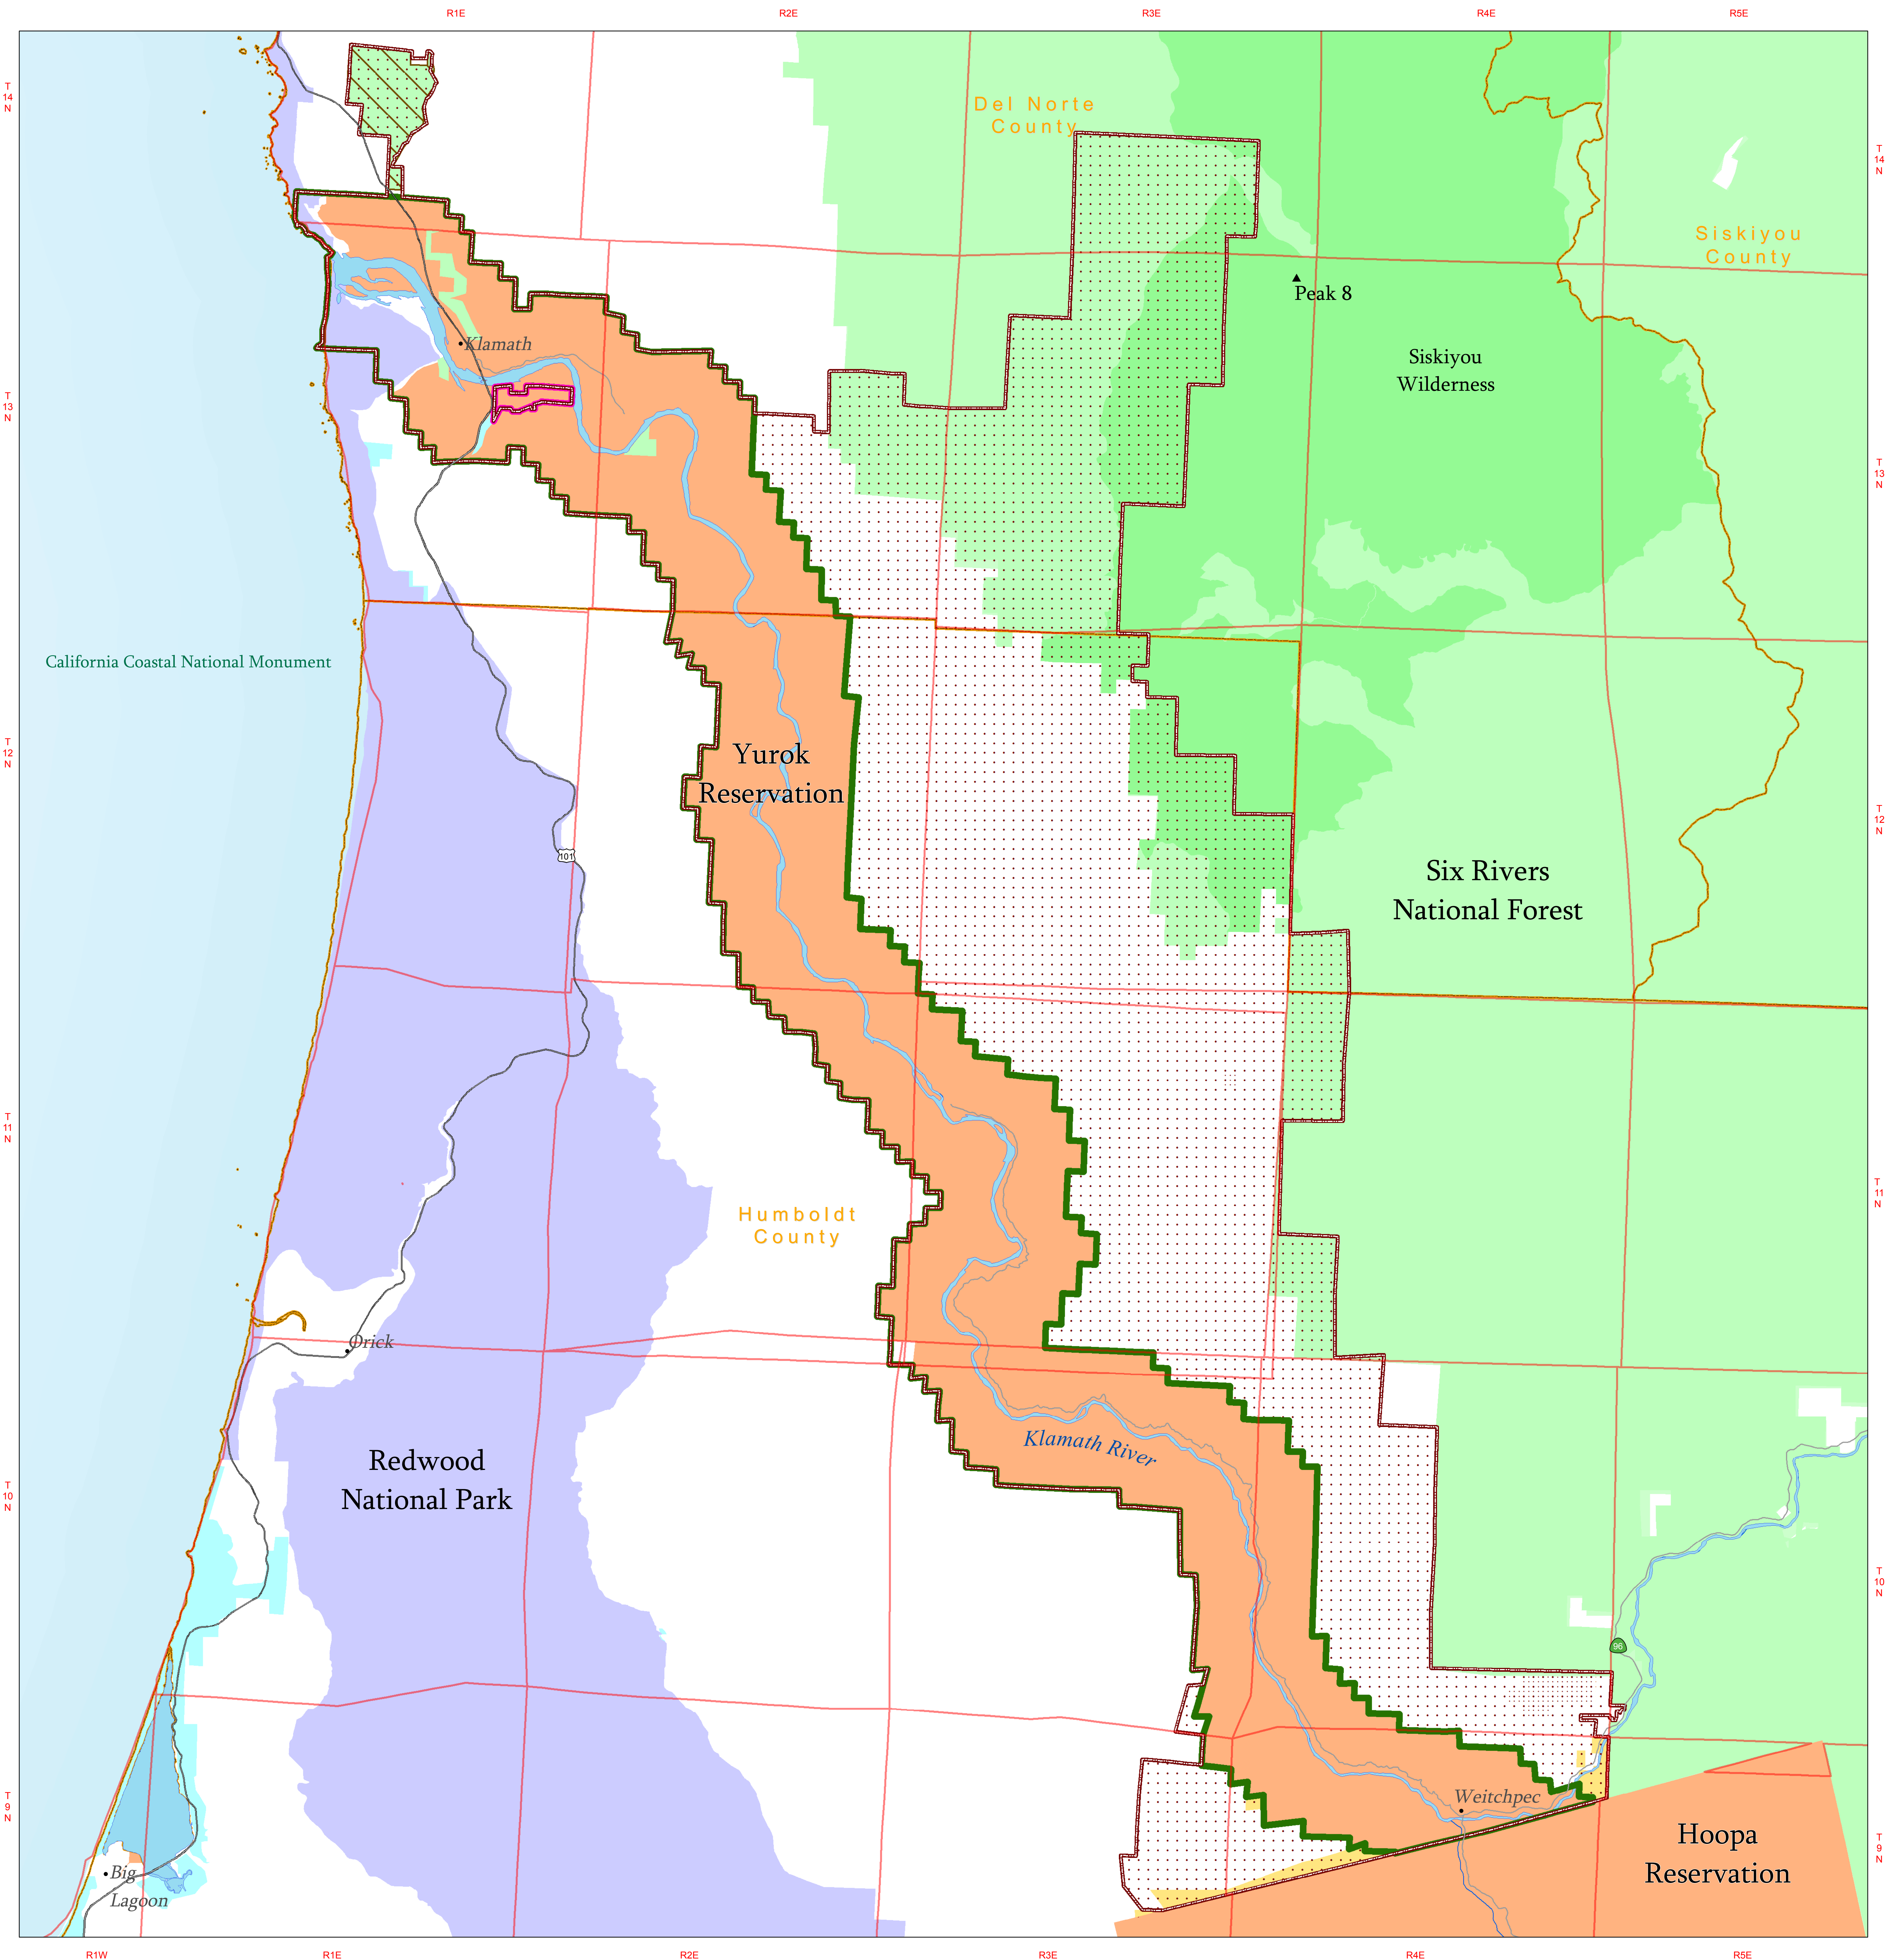 R1E
R2E
R3E
R4E
R5E
T
14
N
Del Norte
County
T
14
N
Siskiyou
County
Peak 8
Klamath
Siskiyou
Wilderness
T
13
N
T
13
N
California Coastal National Monument
Yurok
Reservation
T
12
N
T
12
N
101
Six Rivers
National Forest
T
11
N
T
11
N
Humboldt
County
Orick
Klamath River
Redwood
National Park
T
10
N
T
10
N
96
Weitchpec
T
9
N
T
9
N
Hoopa
Reservation
Big
Lagoon
R1W
R1E
R2E
R3E
R4E
R5E